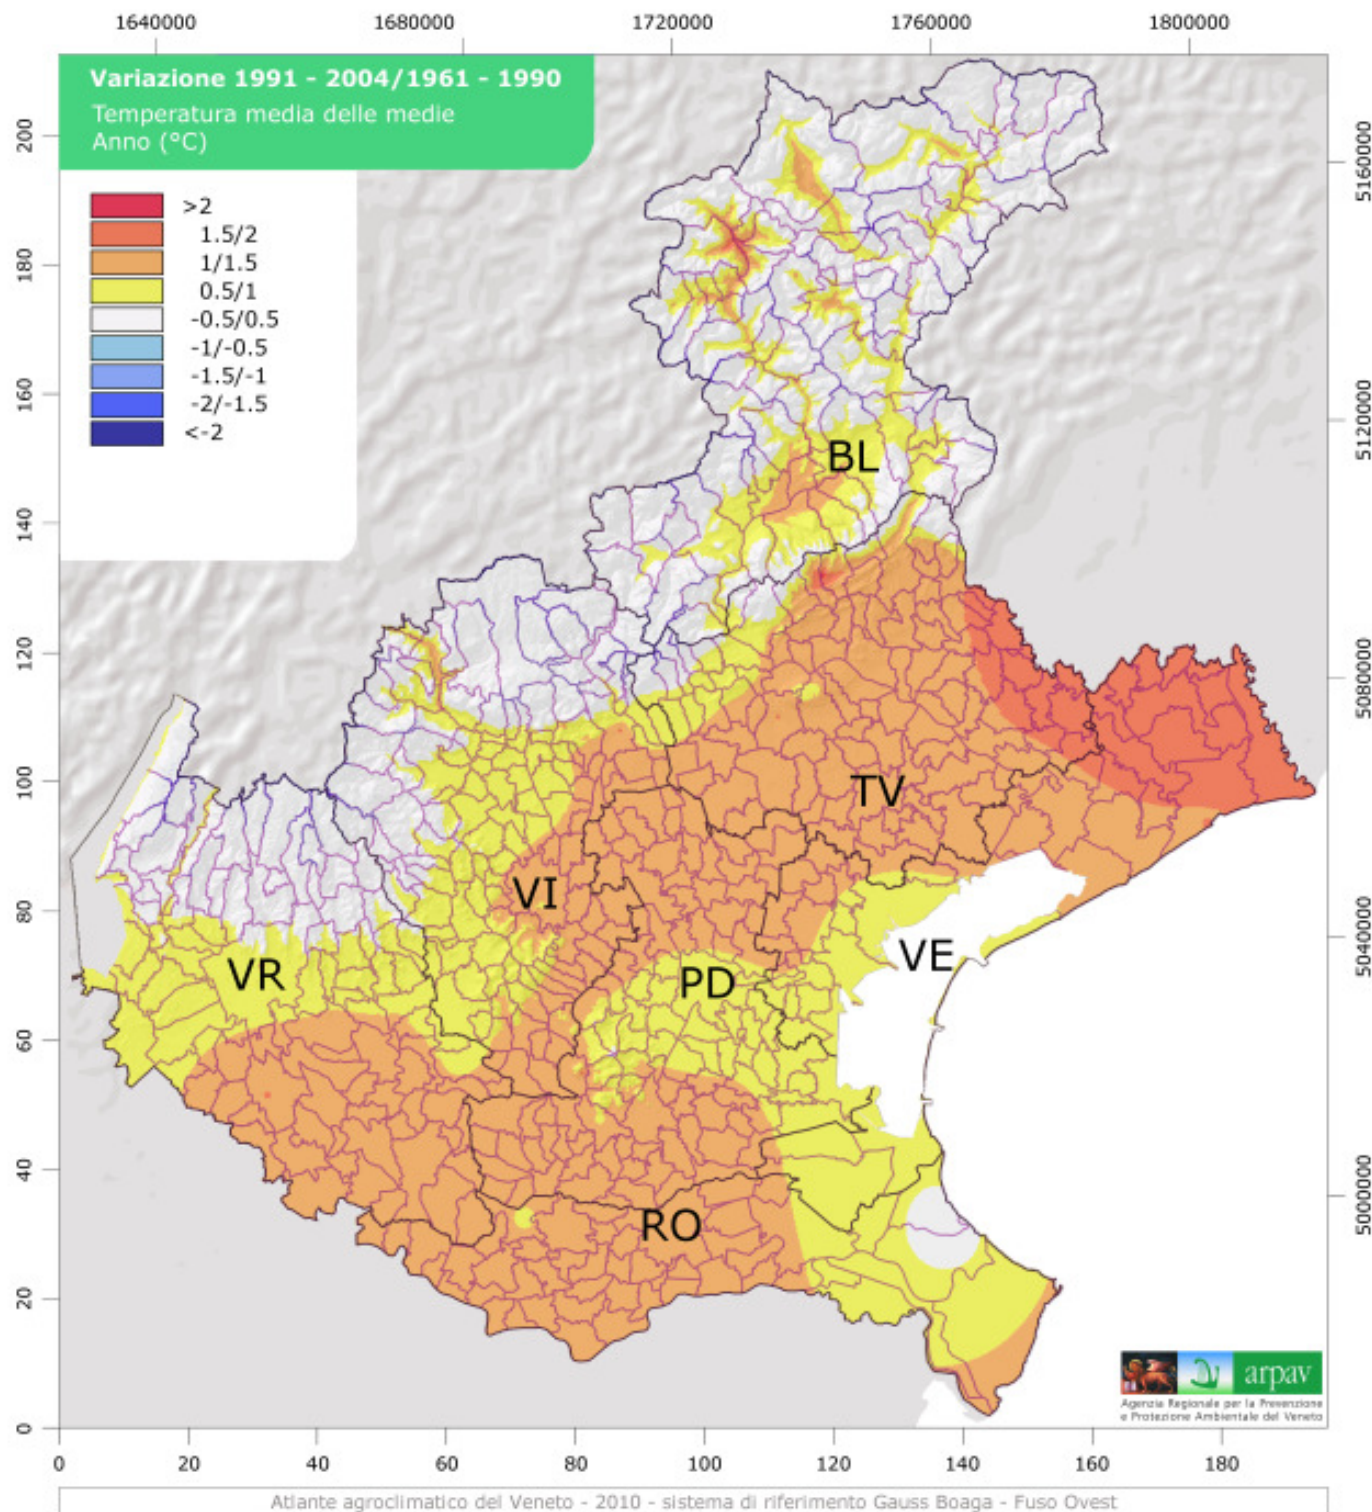 1640000 1680000 1720000 1760000 1800000
Variazione 1991 - 2004/1961 - 1990
Temperatura media delle medie
Anno (°C)
>2
1.5/2
1/1.5
0.5/1
-0.5/0.5
-1/-0.5
-1.5/-1
-2/-1.5
<-2
200
180
160
140
120
100
80
60
40
20
0
5160000
5120000
5080000
5040000
5000000
BL
TV
VI
VE
VR
PD
RO
arpav
Agenzia Regionale per la Prevenzione
e Protezione Ambientale del Veneto
0 20 40 60 80 100 120 140 160 180
Atlante agroclimatico del Veneto - 2010 - sistema di riferimento Gauss Boaga - Fuso Ovest